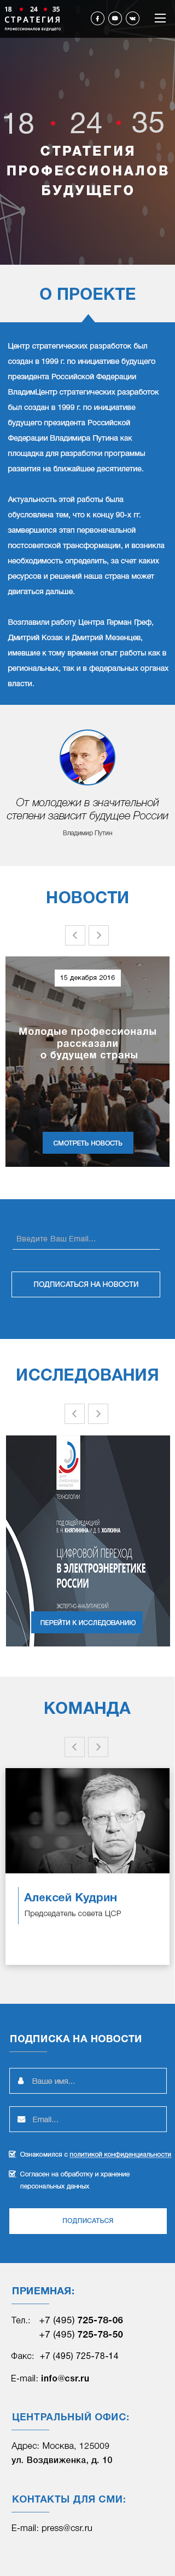 18 • 24 • 35
СТРАТЕГИЯ
ПРОФЕССИОНАЛОВ БУДУЩЕГО
18 • 24 • 35
СТРАТЕГИЯ
ПРОФЕССИОНАЛОВ
БУДУЩЕГО
О ПРОЕКТЕ
Центр стратегических разработок был
создан в 1999 г. по инициативе будущего
президента Российской Федерации
ВладимЦентр стратегических разработок
был создан в 1999 г. по инициативе
будущего президента Российской
Федерации Владимира Путина как
площадка для разработки программы
развития на ближайшее десятилетие.
Актуальность этой работы была
обусловлена тем, что к концу 90-х гг.
замвершился этап первоначальной
постсоветской трансформации, и возникла
необходимость определить, за счет каких
ресурсов и решений наша страна может
двигаться дальше.
Возглавили работу Центра Герман Греф,
Дмитрий Козак и Дмитрий Мезенцев,
имевшие к тому времени опыт работы как в
региональных, так и в федеральных органах
власти.
От молодежи в значительной
степени зависит будущее России
Владимир Путин
НОВОСТИ
15 декабря 2016
Молодые профессионалы
рассказали
о будущем страны
СМОТРЕТЬ НОВОСТЬ
Введите Ваш Email...
ПОДПИСАТЬСЯ НА НОВОСТИ
ИССЛЕДОВАНИЯ
ТЕХНОЛОГИИ
ПОД ОБЩЕЙ РЕДАКЦИЕЙ
В. Н. КНЯГИНИНА И Д. В. ХОЛКИНА
ЦИФРОВОЙ ПЕРЕХОД
В ЭЛЕКТРОЭНЕРГЕТИКЕ
РОССИИ
ЭКСПЕРТНО-АНАЛИТИЧЕСКИЙ
ПЕРЕЙТИ К ИССЛЕДОВАНИЮ
КОМАНДА
Алексей Кудрин
Председатель совета ЦСР
ПОДПИСКА НА НОВОСТИ
Ваше имя...
Email...
Ознакомился с политикой конфиденциальности
Согласен на обработку и хранение
персональных данных
ПОДПИСАТЬСЯ
ПРИЕМНАЯ:
Тел.: +7 (495) 725-78-06
+7 (495) 725-78-50
Факс: +7 (495) 725-78-14
E-mail: info@csr.ru
ЦЕНТРАЛЬНЫЙ ОФИС:
Адрес: Москва, 125009
ул. Воздвиженка, д. 10
КОНТАКТЫ ДЛЯ СМИ:
E-mail: press@csr.ru